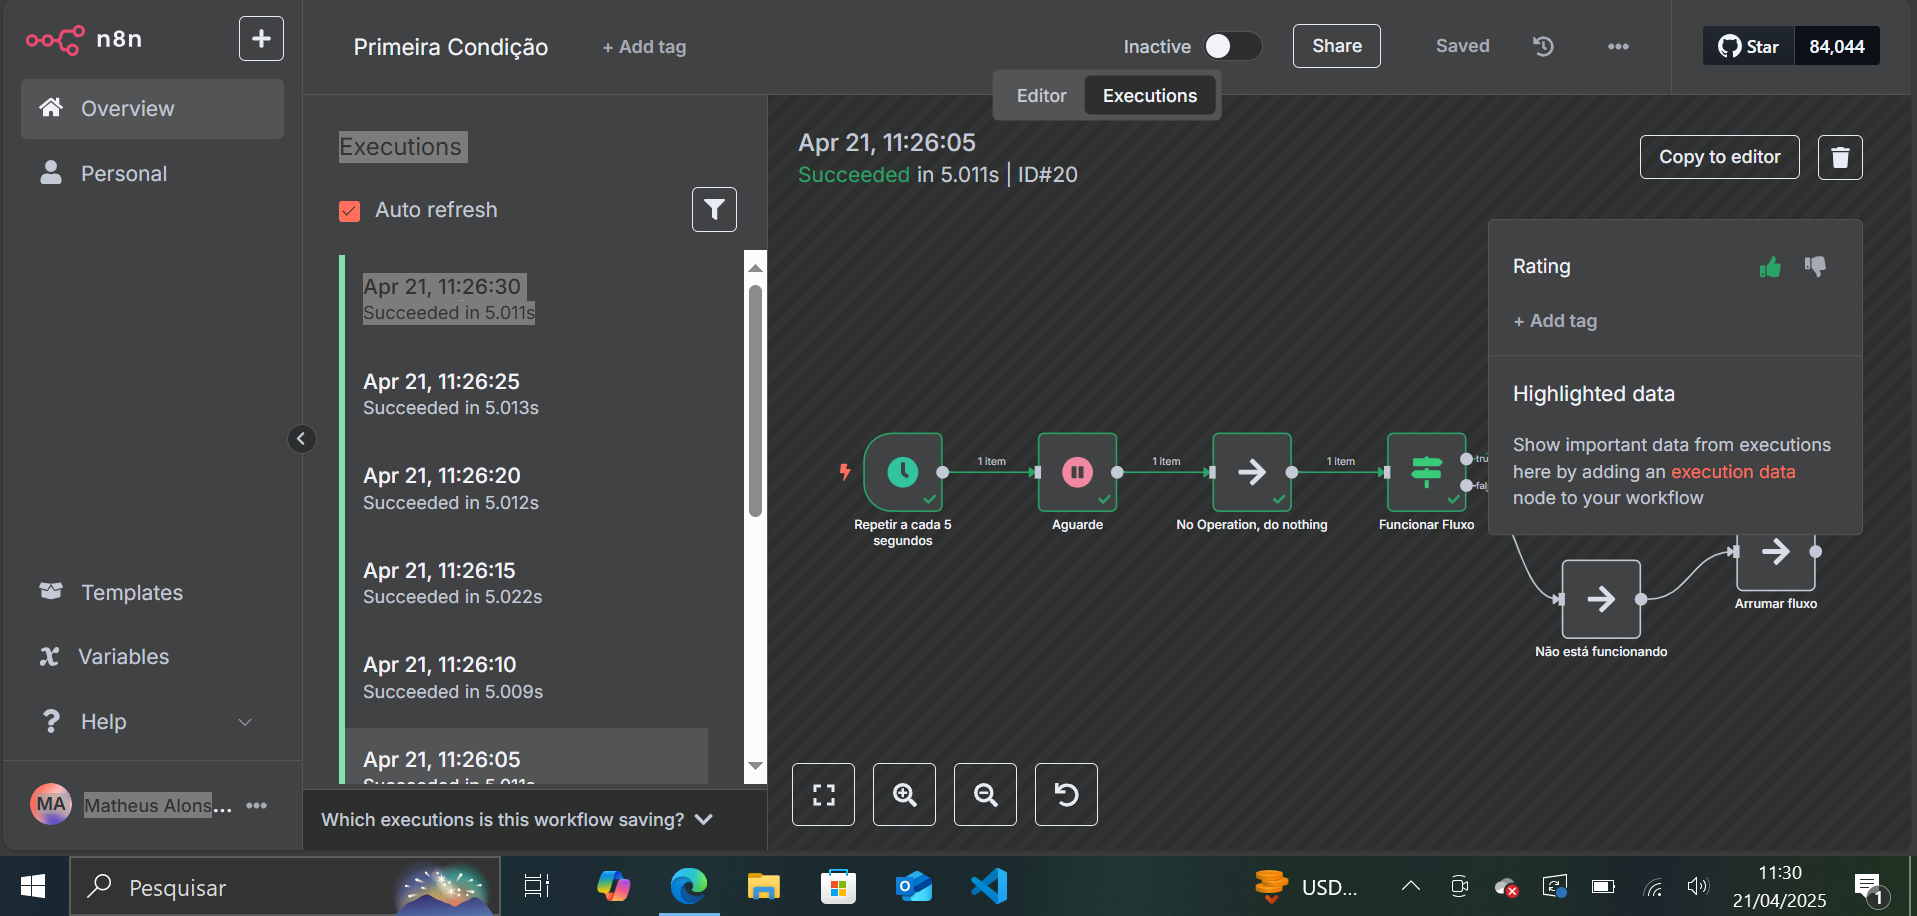 n8n
+
Overview
Personal
Templates
Variables
Help
MA
Matheus Alons...
Primeira Condição
+ Add tag
Inactive
Share
Saved
Star
84,044
Editor
Executions
Executions
Auto refresh
Apr 21, 11:26:30
Succeeded in 5.011s
Apr 21, 11:26:25
Succeeded in 5.013s
Apr 21, 11:26:20
Succeeded in 5.012s
Apr 21, 11:26:15
Succeeded in 5.022s
Apr 21, 11:26:10
Succeeded in 5.009s
Apr 21, 11:26:05
Succeeded in 5.011s
Which executions is this workflow saving?
Apr 21, 11:26:05
Succeeded in 5.011s | ID#20
Copy to editor
Rating
+ Add tag
Highlighted data
Show important data from executions
here by adding an execution data
node to your workflow
1 item
1 item
1 item
tru
fal
Repetir a cada 5
segundos
Aguarde
No Operation, do nothing
Funcionar Fluxo
Não está funcionando
Arrumar fluxo
Pesquisar
USD...
11:30
21/04/2025
1